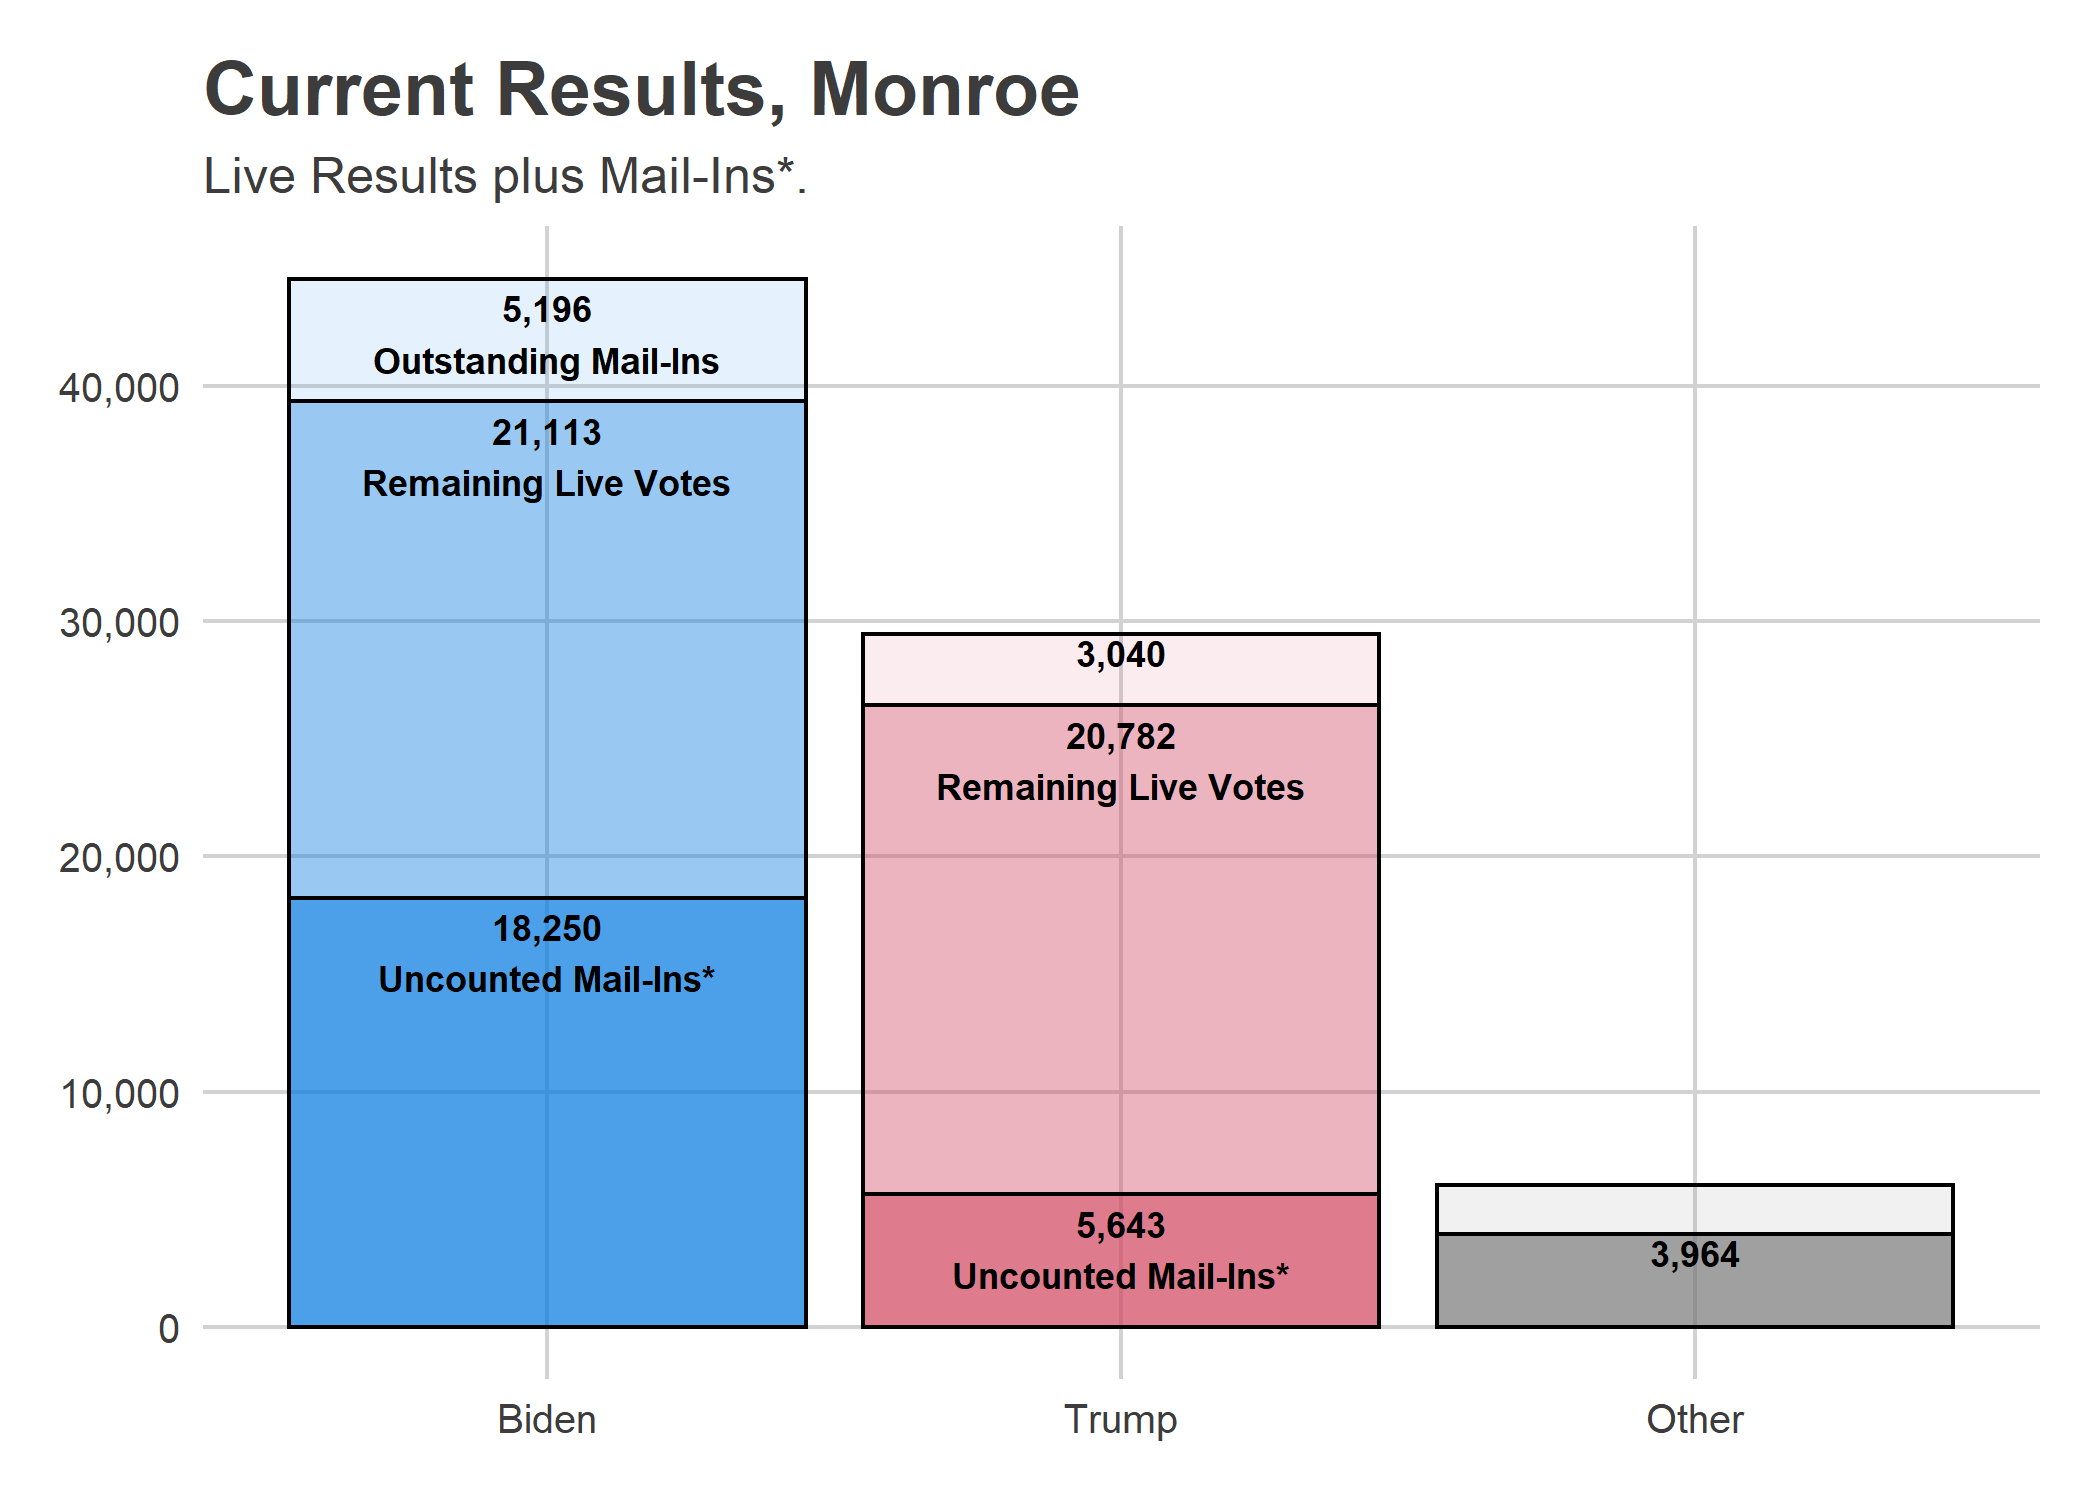 Current Results, Monroe
Live Results plus Mail-Ins*.
5,196
Outstanding Mail-Ins
21,113
Remaining Live Votes
18,250
Uncounted Mail-Ins*
3,040
20,782
Remaining Live Votes
5,643
Uncounted Mail-Ins*
3,964
40,000
30,000
20,000
10,000
0
Biden
Trump
Other